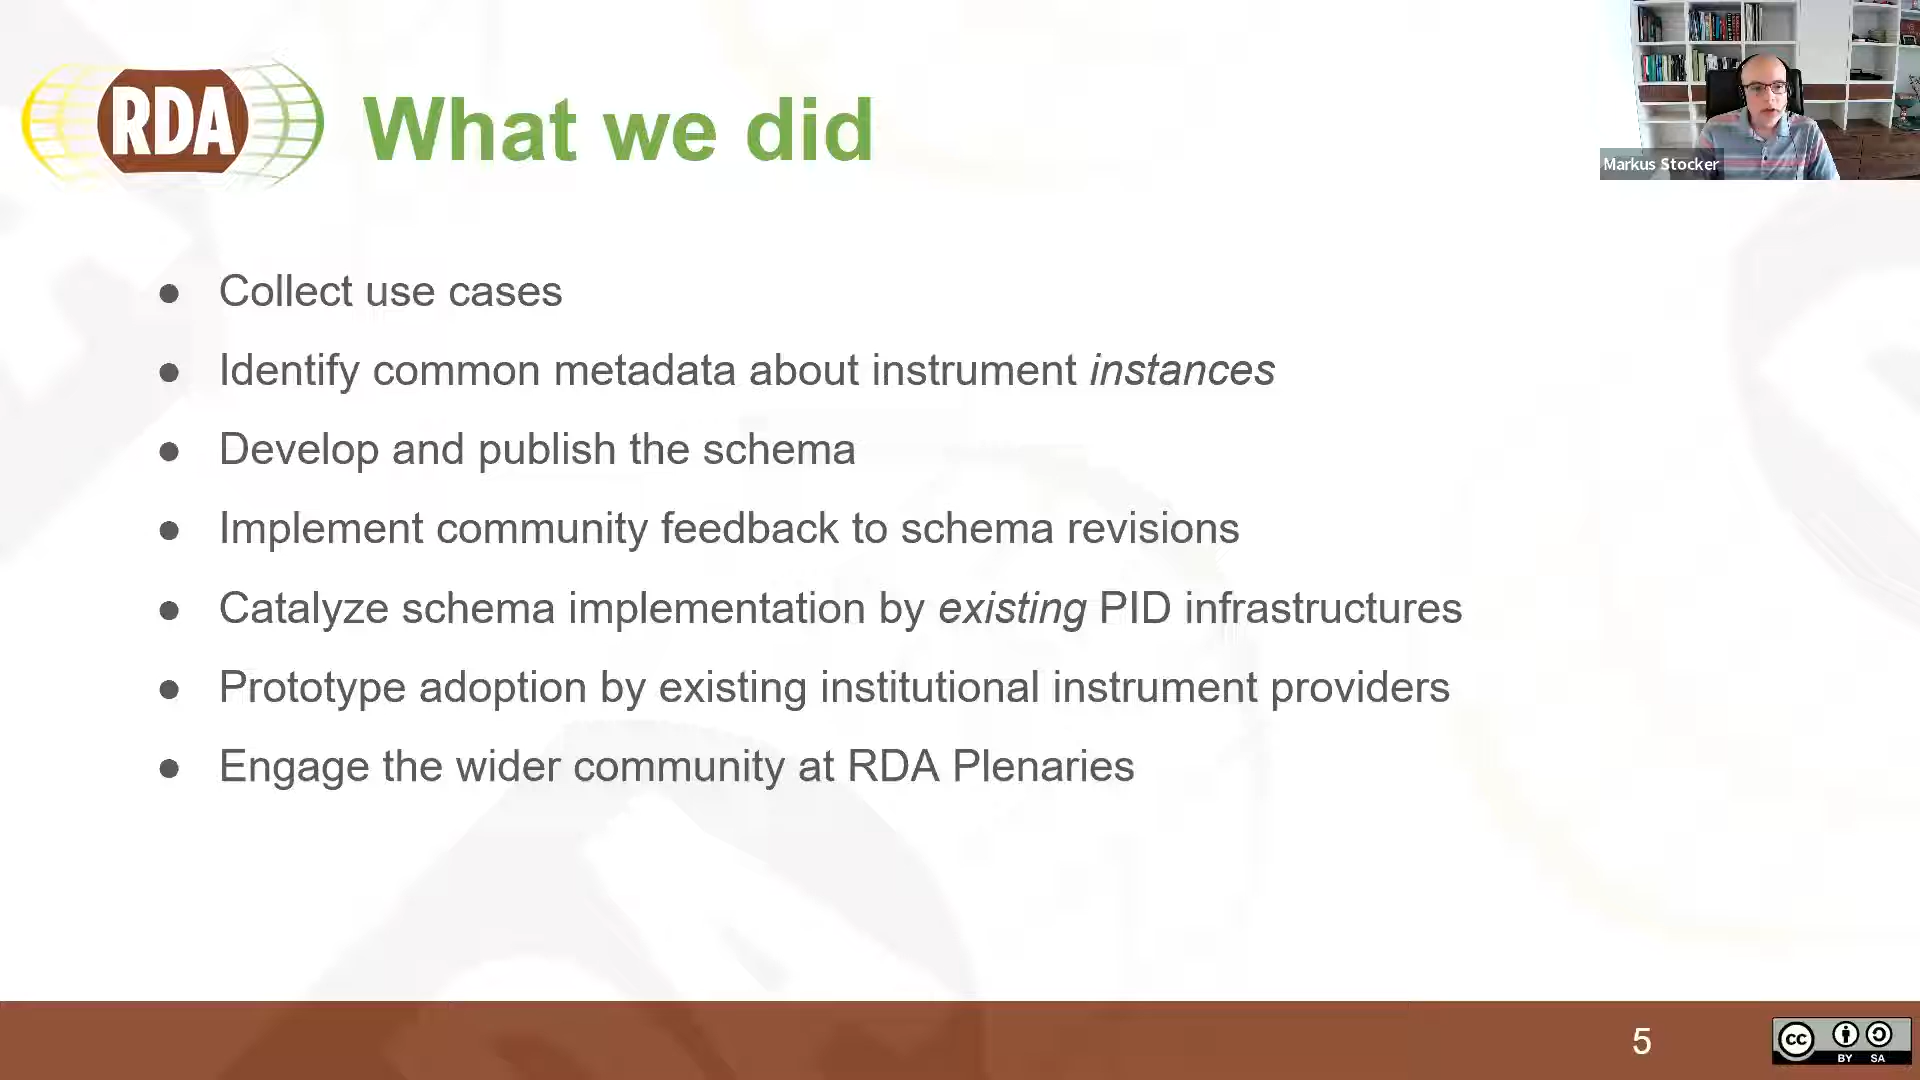 RDA
What we did
Markus Stocker
● Collect use cases
● Identify common metadata about instrument instances
● Develop and publish the schema
● Implement community feedback to schema revisions
● Catalyze schema implementation by existing PID infrastructures
● Prototype adoption by existing institutional instrument providers
● Engage the wider community at RDA Plenaries
5
cc
BY SA